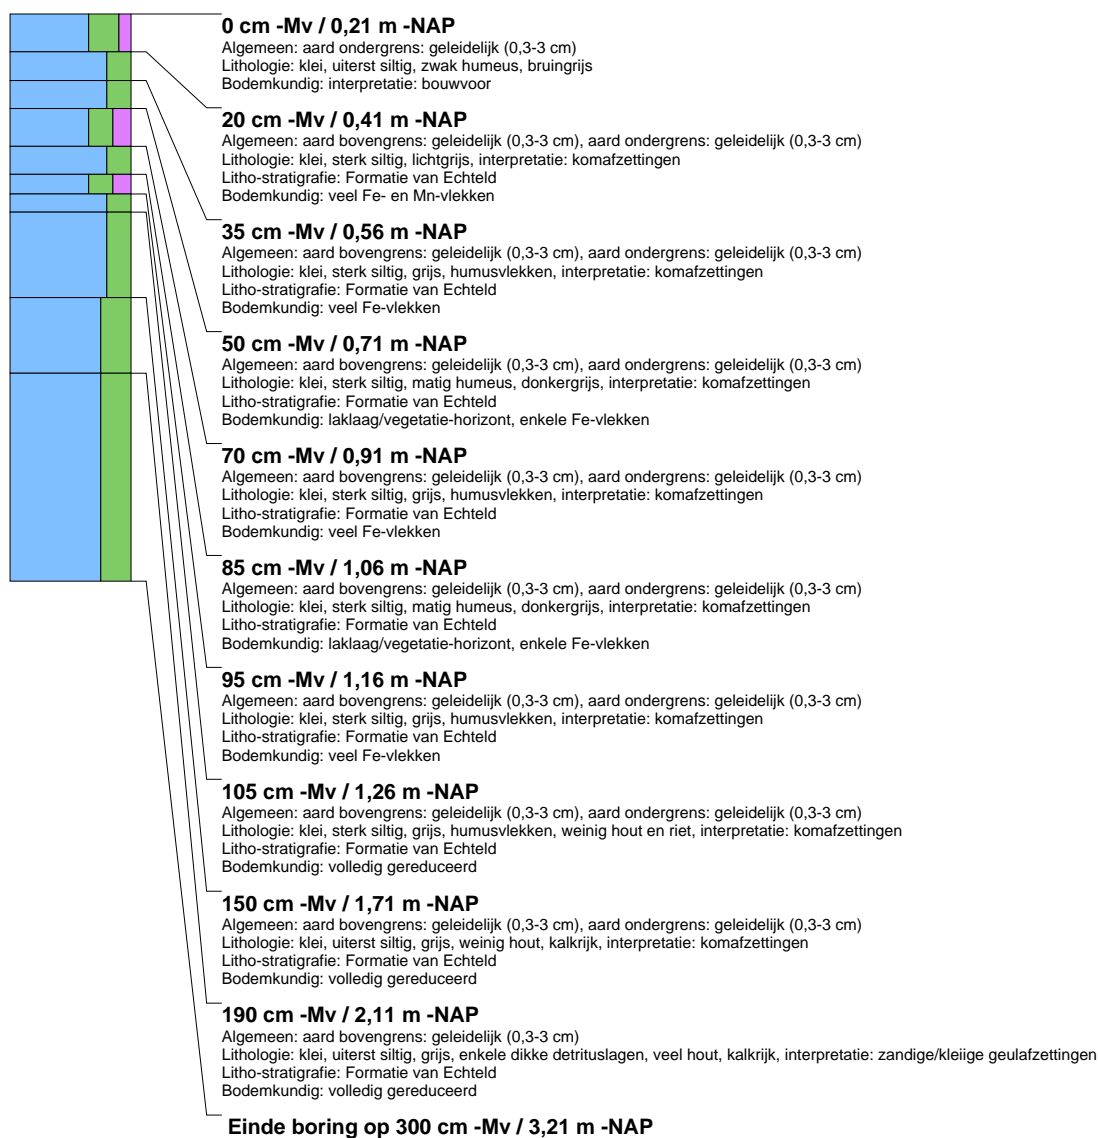 0 cm -Mv / 0,21 m -NAP
Algemeen: aard ondergrens: geleidelijk (0,3-3 cm)
Lithologie: klei, uiterst siltig, zwak humeus, bruingrijs
Bodemkundig: interpretatie: bouwvoor
20 cm -Mv / 0,41 m -NAP
Algemeen: aard bovengrens: geleidelijk (0,3-3 cm), aard ondergrens: geleidelijk (0,3-3 cm)
Lithologie: klei, sterk siltig, lichtgrijs, interpretatie: komafzettingen
Litho-stratigrafie: Formatie van Echteld
Bodemkundig: veel Fe- en Mn-vlekken
35 cm -Mv / 0,56 m -NAP
Algemeen: aard bovengrens: geleidelijk (0,3-3 cm), aard ondergrens: geleidelijk (0,3-3 cm)
Lithologie: klei, sterk siltig, grijs, humusvlekken, interpretatie: komafzettingen
Litho-stratigrafie: Formatie van Echteld
Bodemkundig: veel Fe-vlekken
50 cm -Mv / 0,71 m -NAP
Algemeen: aard bovengrens: geleidelijk (0,3-3 cm), aard ondergrens: geleidelijk (0,3-3 cm)
Lithologie: klei, sterk siltig, matig humeus, donkergrijs, interpretatie: komafzettingen
Litho-stratigrafie: Formatie van Echteld
Bodemkundig: laklaag/vegetatie-horizont, enkele Fe-vlekken
70 cm -Mv / 0,91 m -NAP
Algemeen: aard bovengrens: geleidelijk (0,3-3 cm), aard ondergrens: geleidelijk (0,3-3 cm)
Lithologie: klei, sterk siltig, grijs, humusvlekken, interpretatie: komafzettingen
Litho-stratigrafie: Formatie van Echteld
Bodemkundig: veel Fe-vlekken
85 cm -Mv / 1,06 m -NAP
Algemeen: aard bovengrens: geleidelijk (0,3-3 cm), aard ondergrens: geleidelijk (0,3-3 cm)
Lithologie: klei, sterk siltig, matig humeus, donkergrijs, interpretatie: komafzettingen
Litho-stratigrafie: Formatie van Echteld
Bodemkundig: laklaag/vegetatie-horizont, enkele Fe-vlekken
95 cm -Mv / 1,16 m -NAP
Algemeen: aard bovengrens: geleidelijk (0,3-3 cm), aard ondergrens: geleidelijk (0,3-3 cm)
Lithologie: klei, sterk siltig, grijs, humusvlekken, interpretatie: komafzettingen
Litho-stratigrafie: Formatie van Echteld
Bodemkundig: veel Fe-vlekken
105 cm -Mv / 1,26 m -NAP
Algemeen: aard bovengrens: geleidelijk (0,3-3 cm), aard ondergrens: geleidelijk (0,3-3 cm)
Lithologie: klei, sterk siltig, grijs, humusvlekken, weinig hout en riet, interpretatie: komafzettingen
Litho-stratigrafie: Formatie van Echteld
Bodemkundig: volledig gereduceerd
150 cm -Mv / 1,71 m -NAP
Algemeen: aard bovengrens: geleidelijk (0,3-3 cm), aard ondergrens: geleidelijk (0,3-3 cm)
Lithologie: klei, uiterst siltig, grijs, weinig hout, kalkrijk, interpretatie: komafzettingen
Litho-stratigrafie: Formatie van Echteld
Bodemkundig: volledig gereduceerd
190 cm -Mv / 2,11 m -NAP
Algemeen: aard bovengrens: geleidelijk (0,3-3 cm)
Lithologie: klei, uiterst siltig, grijs, enkele dikke detrituslagen, veel hout, kalkrijk, interpretatie: zandige/kleiige geulafzettingen
Litho-stratigrafie: Formatie van Echteld
Bodemkundig: volledig gereduceerd
Einde boring op 300 cm -Mv / 3,21 m -NAP